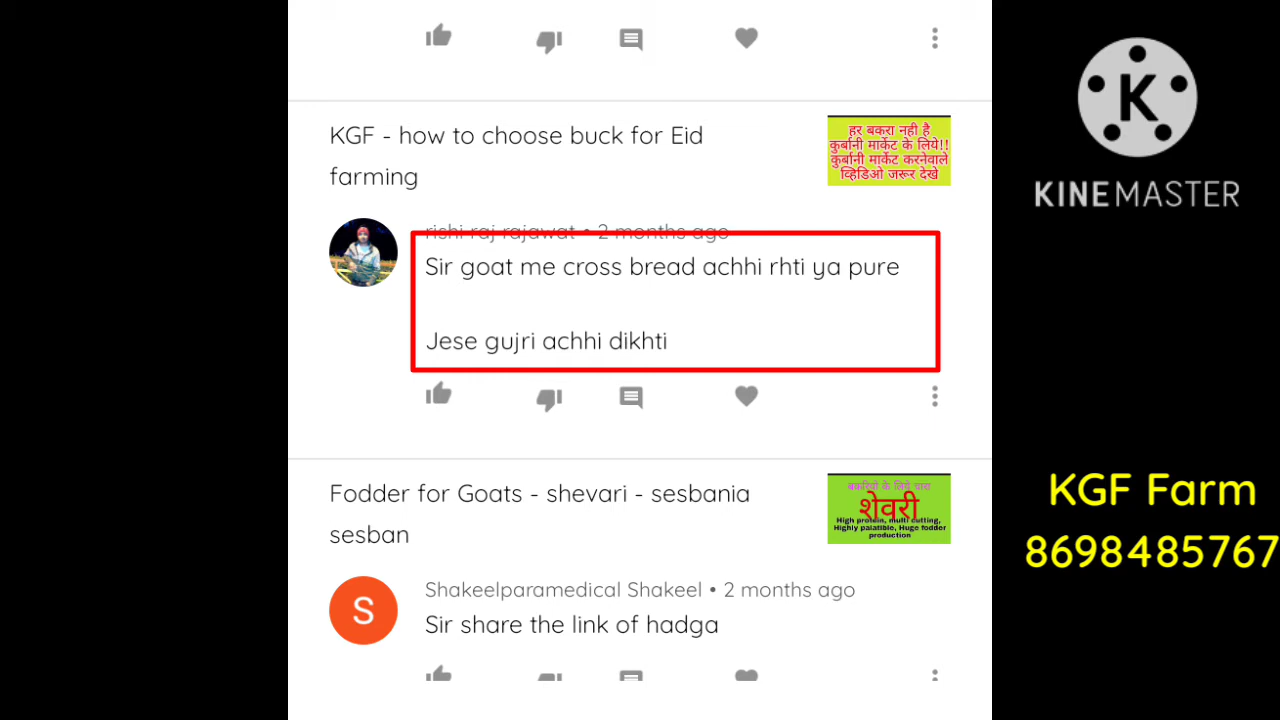 KGF - how to choose buck for Eid
farming
हर बकरा नही है
कुर्बानी मार्केट के लिये!!
कुर्बानी मार्केट करनेवाले
व्हिडिओ जरूर देखे
rishi raj rajawat • 2 months ago
Sir goat me cross bread achhi rhti ya pure
Jese gujri achhi dikhti
Fodder for Goats - shevari - sesbania
sesban
बकरियो के लिये चारा
शेवरी
High protein, multi cutting,
Highly palatible, Huge fodder
production
S
Shakeelparamedical Shakeel • 2 months ago
Sir share the link of hadga
K
KINEMASTER
KGF Farm
8698485767